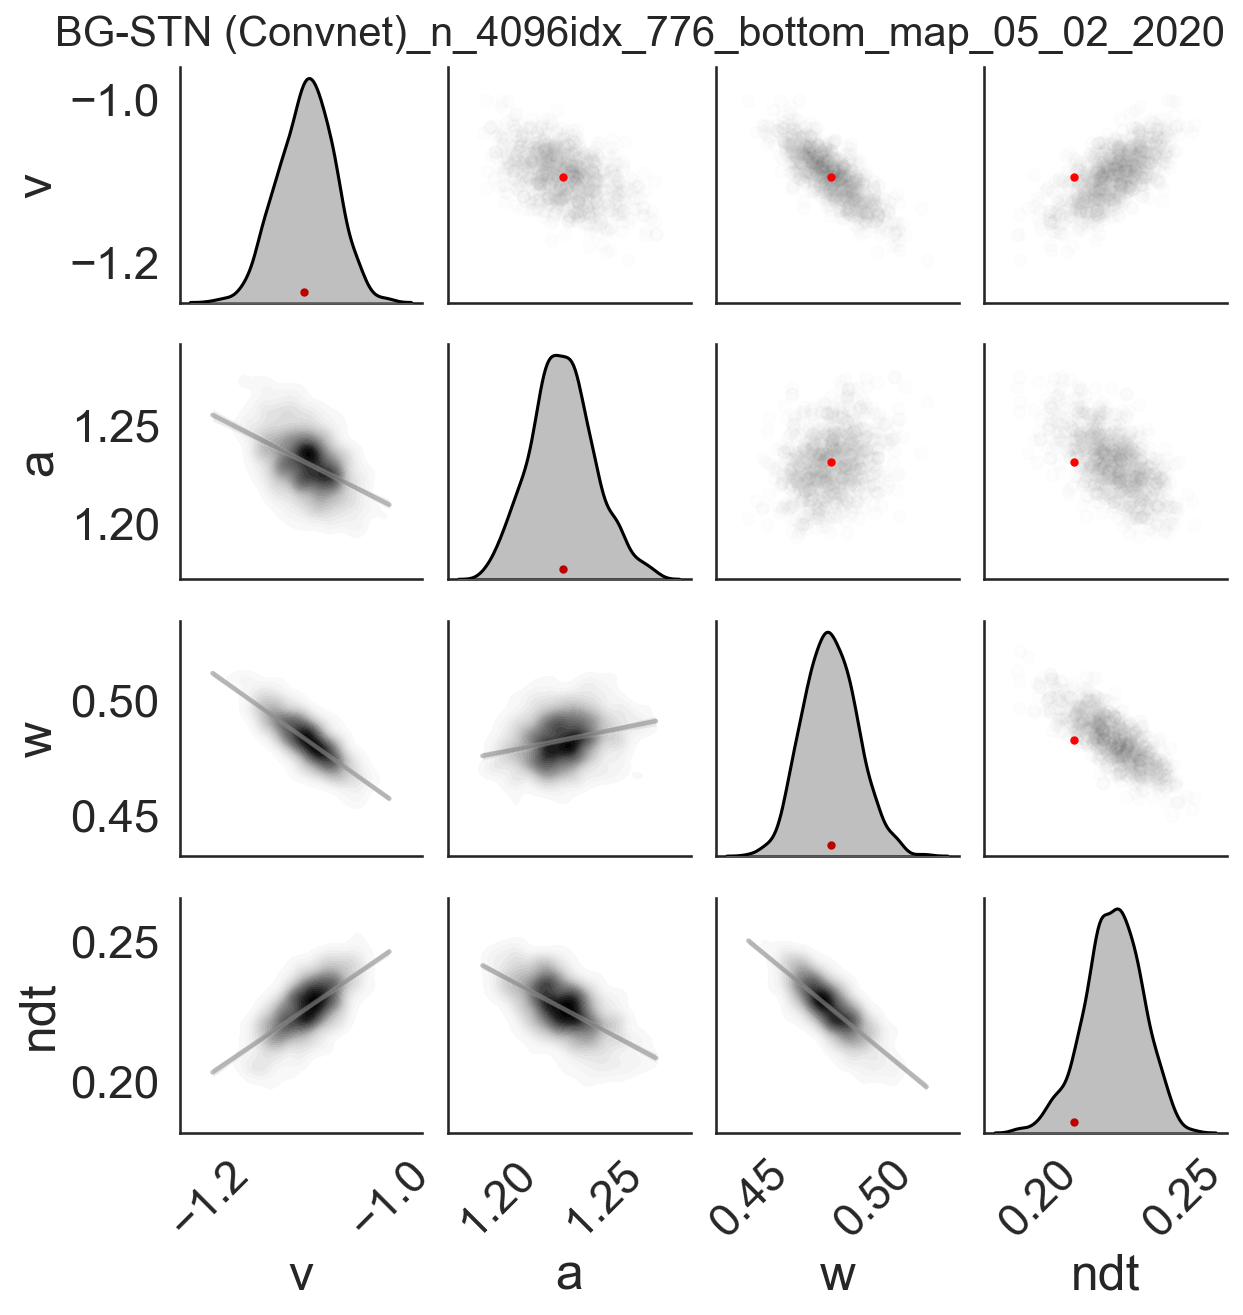 BG-STN (Convnet)_n_4096idx_776_bottom_map_05_02_2020
−1.0
v
−1.2
1.25
a
1.20
0.50
w
0.45
0.25
ndt
0.20
−1.2 −1.0 1.20 1.25 0.45 0.50 0.20 0.25
v a w ndt